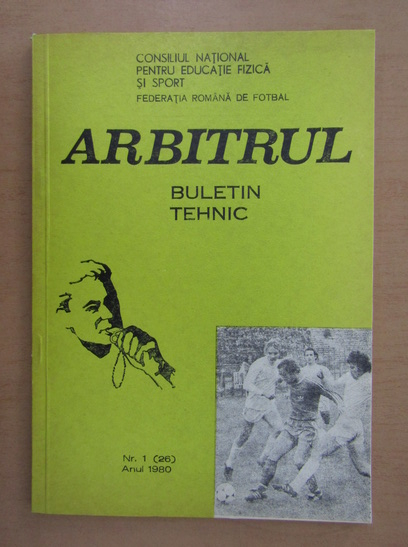 CONSILIUL NAȚIONAL
PENTRU EDUCAȚIE FIZICĂ
ȘI SPORT
FEDERAȚIA ROMÂNĂ DE FOTBAL
ARBITRUL
BULETIN
TEHNIC
Nr. 1 (26)
Anul 1980